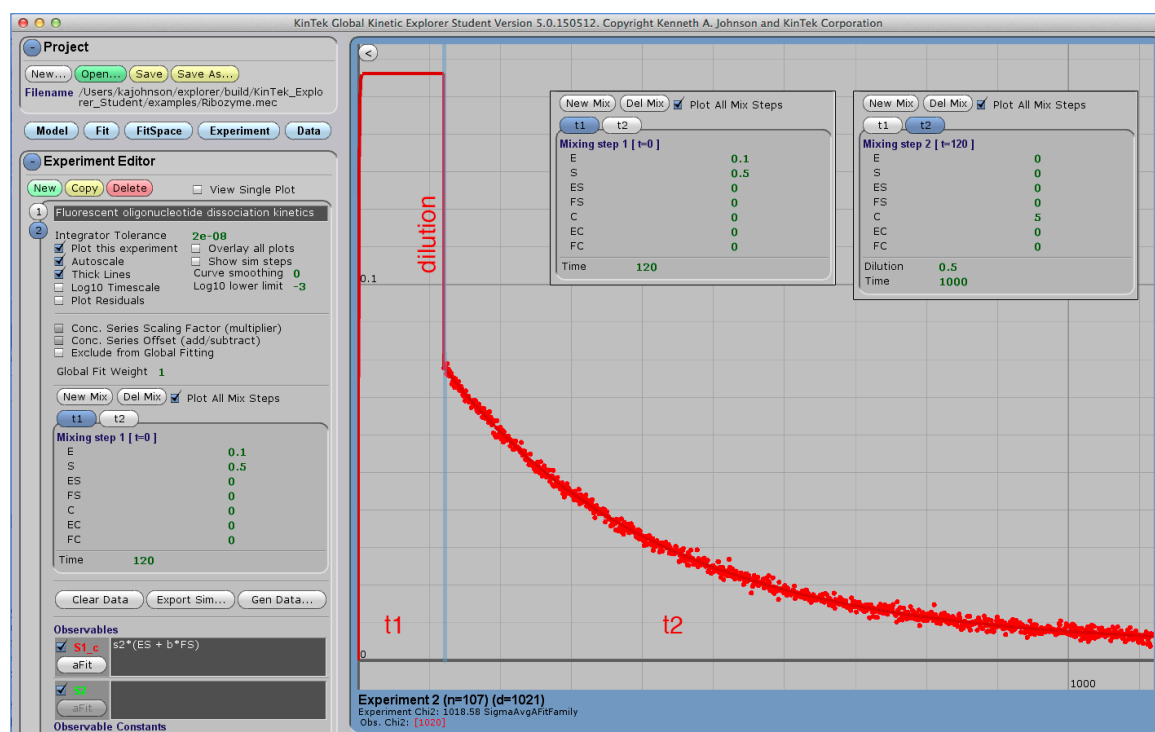 KinTek Global Kinetic Explorer Student Version 5.0.150512. Copyright Kenneth A. Johnson and KinTek Corporation
- Project
New... Open... Save Save As...
Filename /Users/kajohnson/explorer/build/KinTek_Explo
rer_Student/examples/Ribozyme.mec
Model Fit FitSpace Experiment Data
- Experiment Editor
New Copy Delete View Single Plot
1 Fluorescent oligonucleotide dissociation kinetics
2
Integrator Tolerance 2e-08
Plot this experiment Overlay all plots
Autoscale Show sim steps
Thick Lines Curve smoothing 0
Log10 Timescale Log10 lower limit -3
Plot Residuals
Conc. Series Scaling Factor (multiplier)
Conc. Series Offset (add/subtract)
Exclude from Global Fitting
Global Fit Weight 1
New Mix Del Mix Plot All Mix Steps
t1 t2
Mixing step 1 [ t=0 ]
E 0.1
S 0.5
ES 0
FS 0
C 0
EC 0
FC 0
Time 120
Clear Data Export Sim... Gen Data...
Observables
S1_c s2*(ES + b*FS)
aFit
aFit
Observable Constants
<
New Mix Del Mix Plot All Mix Steps
t1 t2
Mixing step 1 [ t=0 ]
E 0.1
S 0.5
ES 0
FS 0
C 0
EC 0
FC 0
Time 120
New Mix Del Mix Plot All Mix Steps
t1 t2
Mixing step 2 [ t=120 ]
E 0
S 0
ES 0
FS 0
C 5
EC 0
FC 0
Dilution 0.5
Time 1000
dilution
0.1
t1 t2
0
1000
Experiment 2 (n=107) (d=1021)
Experiment Chi2: 1018.58 SigmaAvgAFitFamily
Obs. Chi2: [1020]